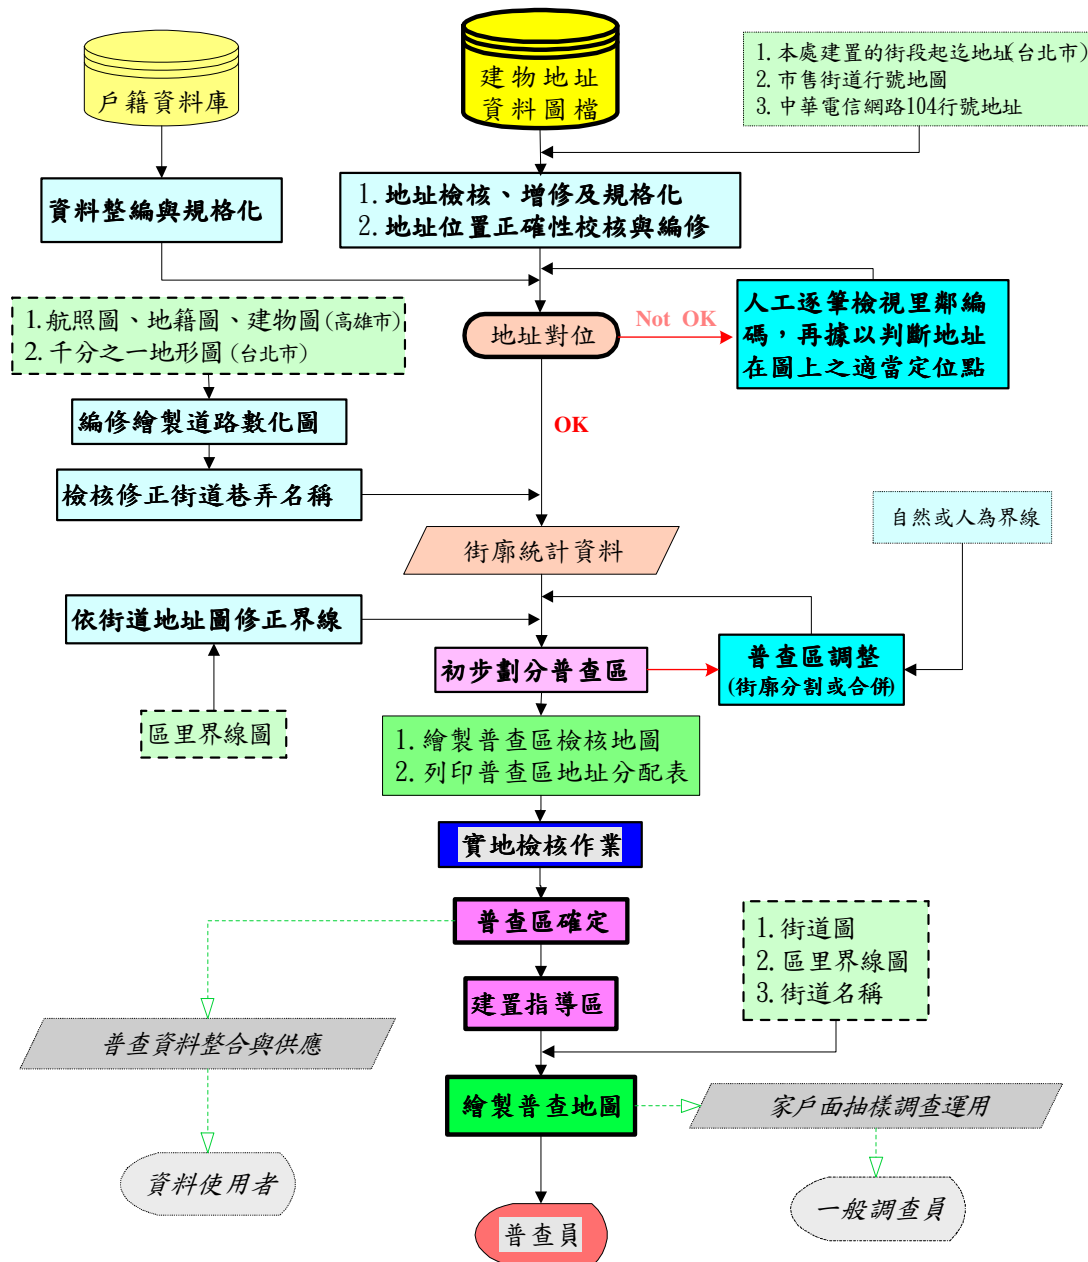 戶籍資料庫
建物地址
資料圖檔
1. 本處建置的街段起迄地址(台北市)
2. 市售街道行號地圖
3. 中華電信網路104行號地址
資料整編與規格化
1. 地址檢核、增修及規格化
2. 地址位置正確性校核與編修
1. 航照圖、地籍圖、建物圖(高雄市)
2. 千分之一地形圖(台北市)
地址對位
Not OK
人工逐筆檢視里鄰編
碼，再據以判斷地址
在圖上之適當定位點
編修繪製道路數化圖
OK
檢核修正街道巷弄名稱
自然或人為界線
街廓統計資料
依街道地址圖修正界線
初步劃分普查區
普查區調整
(街廓分割或合併)
區里界線圖
1. 繪製普查區檢核地圖
2. 列印普查區地址分配表
實地檢核作業
普查區確定
1. 街道圖
2. 區里界線圖
3. 街道名稱
建置指導區
普查資料整合與供應
繪製普查地圖
家戶面抽樣調查運用
資料使用者
一般調查員
普查員